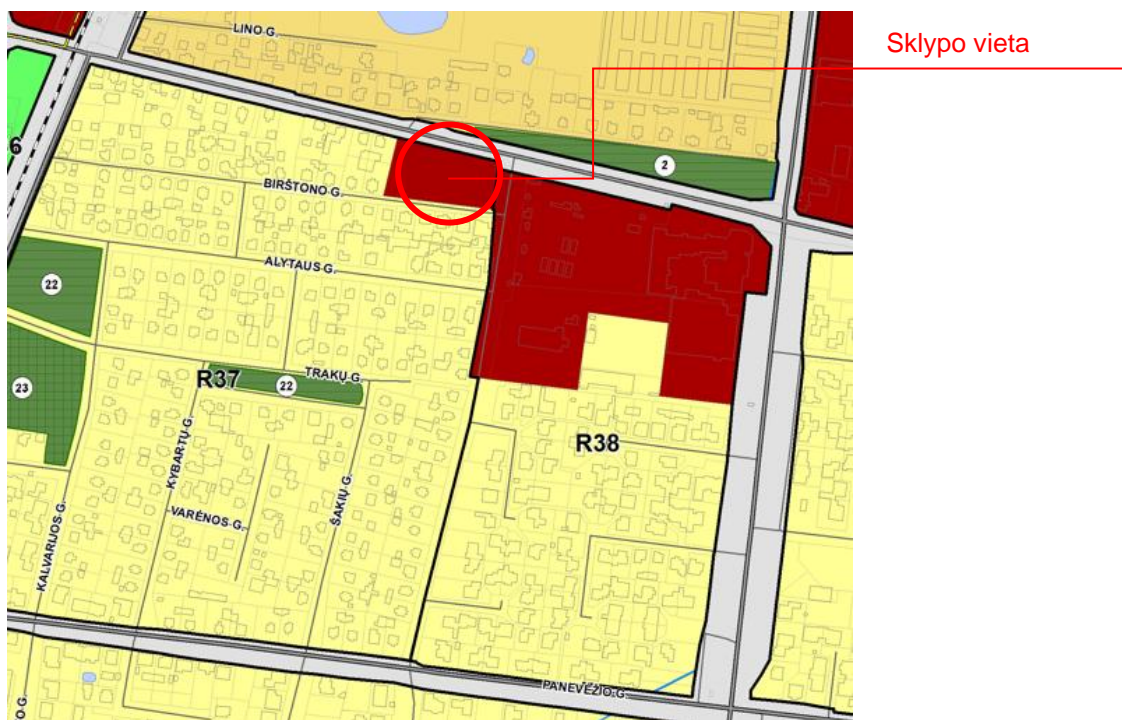 LINO G.
Sklypo vieta
6
2
BIRŠTONO G.
ALYTAUS G.
22
TRAKŲ G.
R37
22
23
R38
KYBARTŲ G.
ŠAKIŲ G.
VARĖNOS G.
KALVARIJOS G.
PANEVĖŽIO G.
O G.